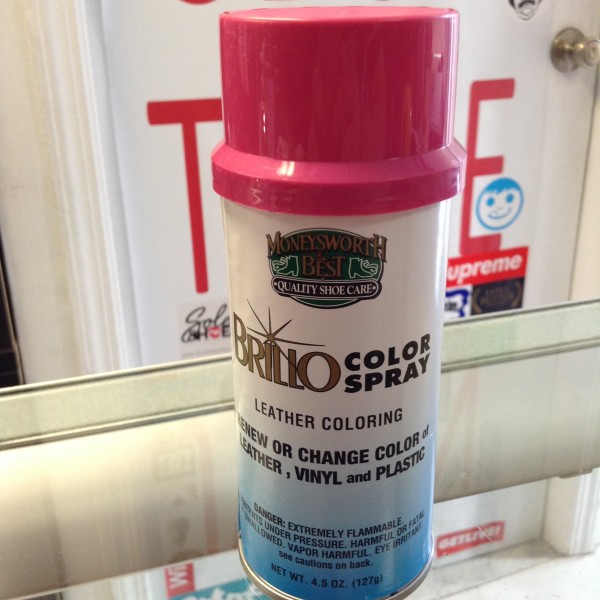 T E
MONEYSWORTH
& BEST
• QUALITY SHOE CARE •
BRILLO COLOR
SPRAY
LEATHER COLORING
RENEW OR CHANGE COLOR of
LEATHER , VINYL and PLASTIC
DANGER: EXTREMELY FLAMMABLE.
UNDER PRESSURE. HARMFUL OR FATAL
SWALLOWED. VAPOR HARMFUL. EYE IRRITANT.
see cautions on back.
NET WT. 4.5 OZ. (127g)
Supreme
GETLIVE!